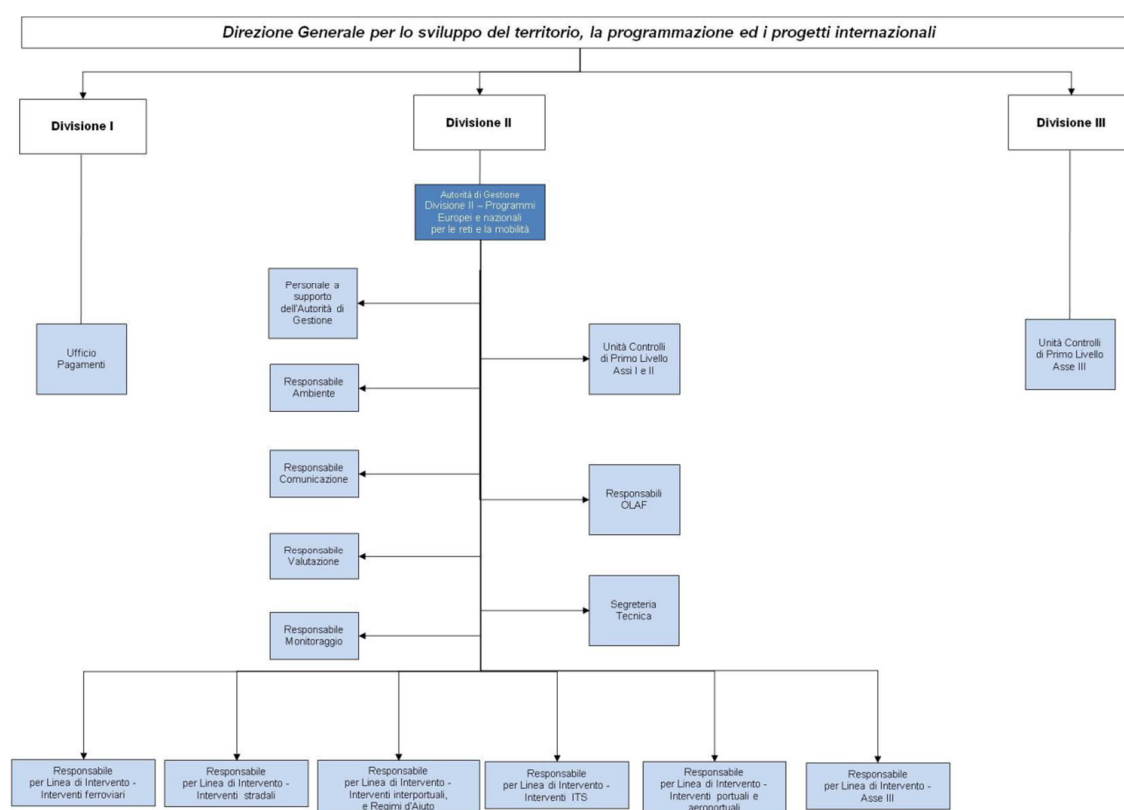 Direzione Generale per lo sviluppo del territorio, la programmazione ed i progetti internazionali
Divisione I
Divisione II
Divisione III
Autorità di Gestione
Divisione II – Programmi
Europei e nazionali
per le reti e la mobilità
Personale a
supporto
dell'Autorità di
Gestione
Ufficio
Pagamenti
Unità Controlli
di Primo Livello
Assi I e II
Unità Controlli
di Primo Livello
Asse III
Responsabile
Ambiente
Responsabile
Comunicazione
Responsabili
OLAF
Responsabile
Valutazione
Segreteria
Tecnica
Responsabile
Monitoraggio
Responsabile
per Linea di Intervento -
Interventi ferroviari
Responsabile
per Linea di Intervento -
Interventi stradali
Responsabile
per Linea di Intervento -
Interventi interportuali,
e Regimi d'Aiuto
Responsabile
per Linea di Intervento -
Interventi ITS
Responsabile
per Linea di Intervento -
Interventi portuali e
aeroportuali
Responsabile
per Linea di Intervento -
Asse III